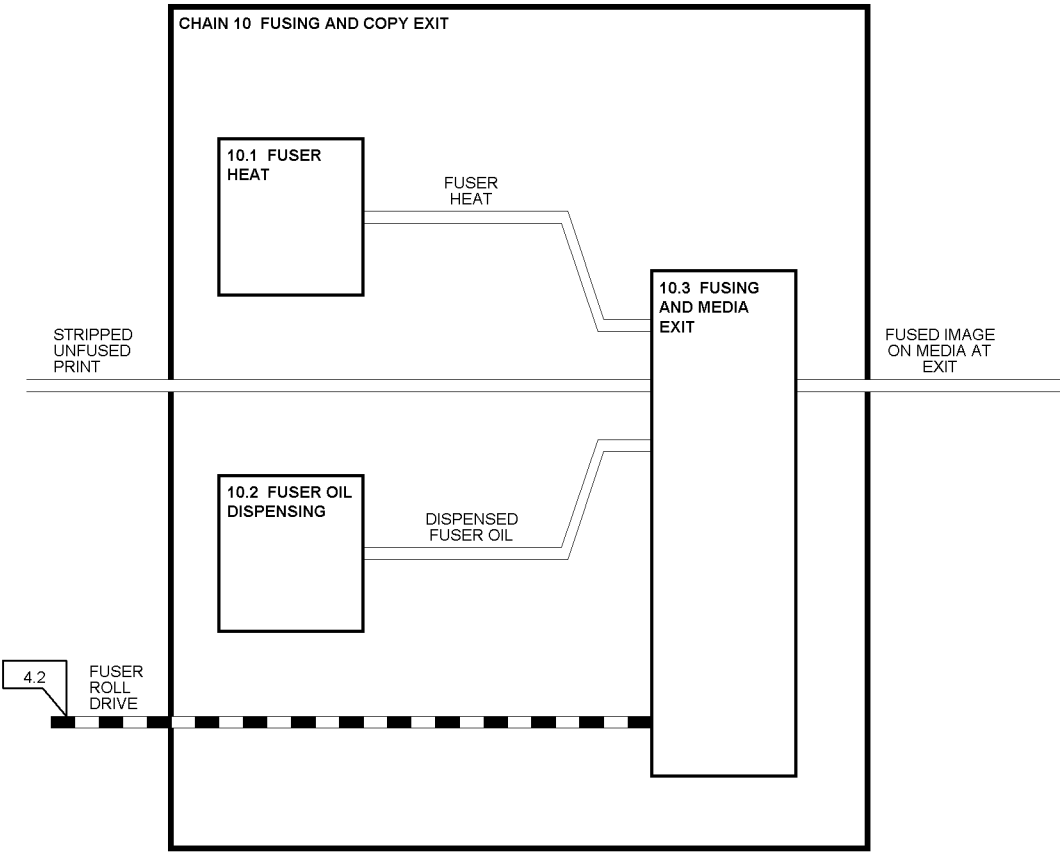 CHAIN 10 FUSING AND COPY EXIT
10.1 FUSER
HEAT
FUSER
HEAT
10.3 FUSING
AND MEDIA
EXIT
STRIPPED
UNFUSED
PRINT
FUSED IMAGE
ON MEDIA AT
EXIT
10.2 FUSER OIL
DISPENSING
DISPENSED
FUSER OIL
4.2
FUSER
ROLL
DRIVE